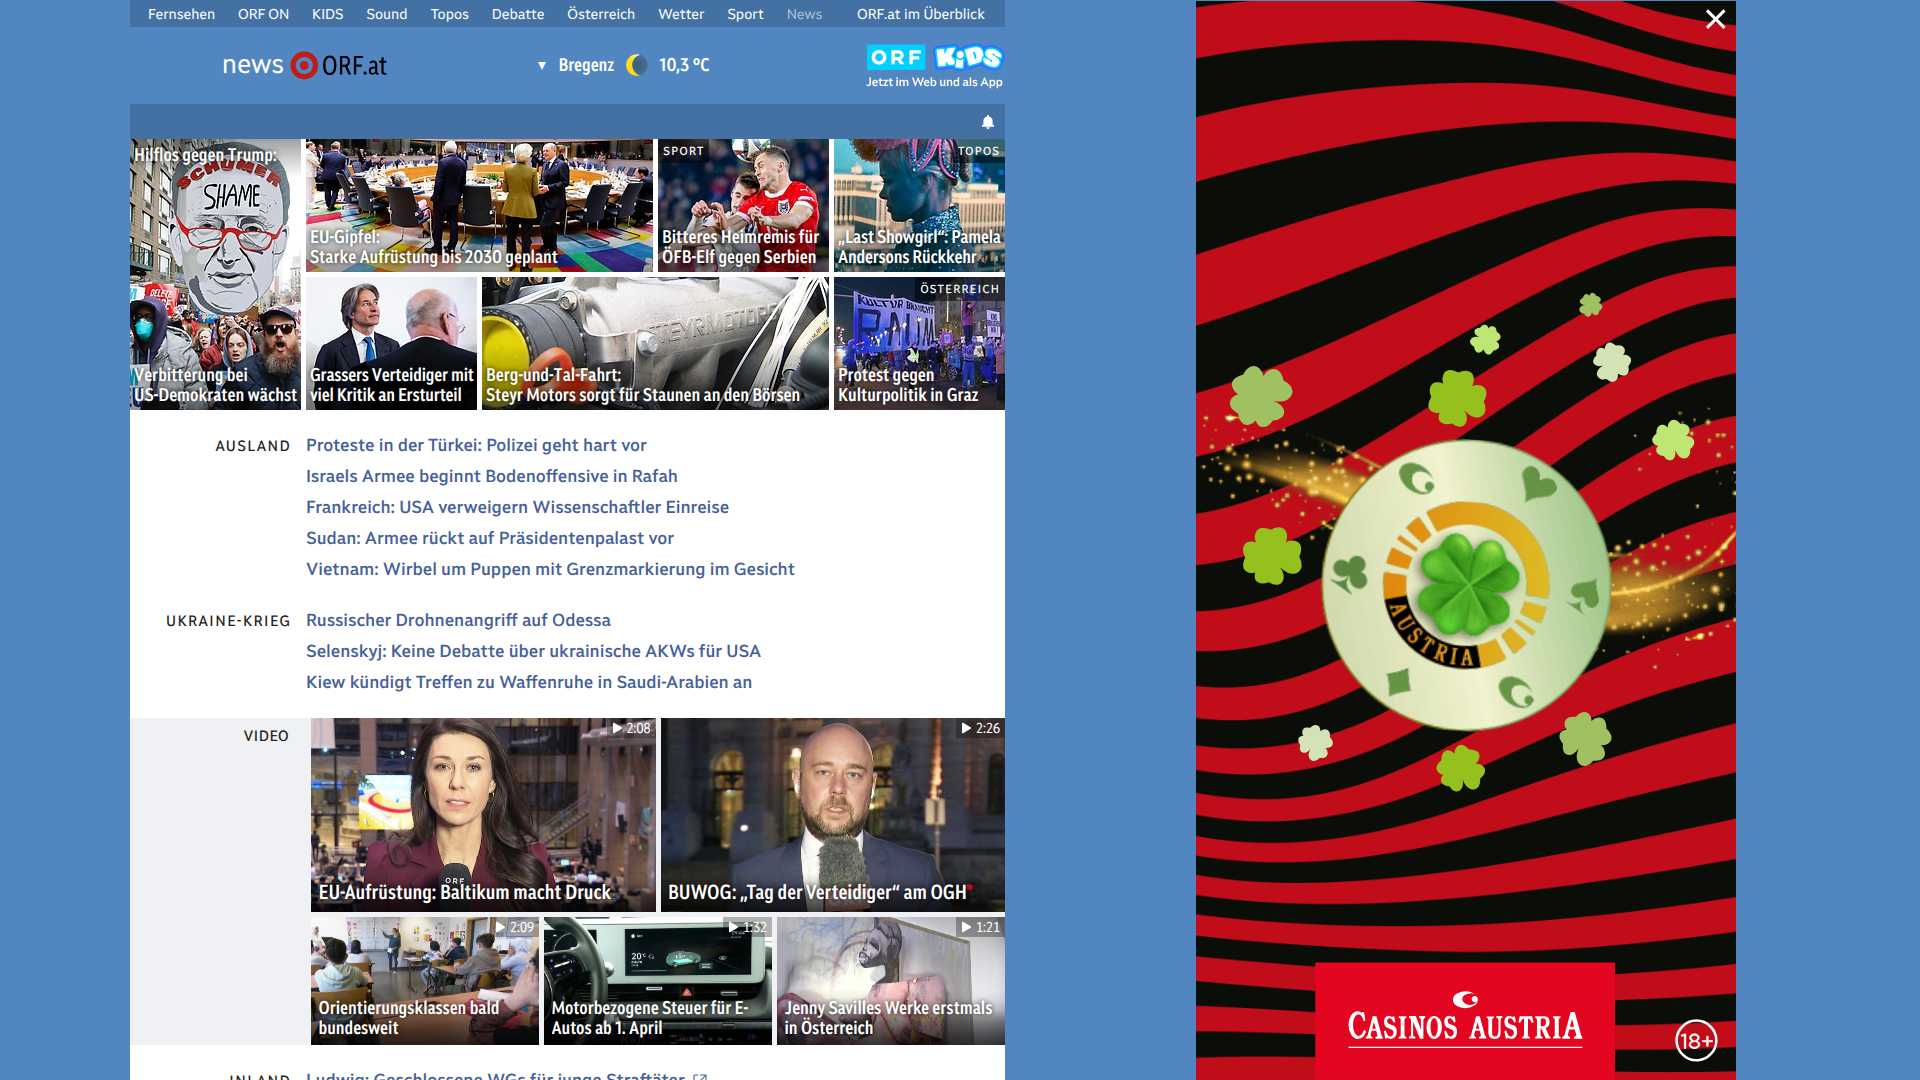 Fernsehen ORF ON KIDS Sound Topos Debatte Österreich Wetter Sport News ORF.at im Überblick
news ORF.at
▼ Bregenz 10,3 °C
ORF KiDS
Jetzt im Web und als App
Hilflos gegen Trump:
SCHUMER
SHAME
DELETE
Verbitterung bei
US-Demokraten wächst
EU-Gipfel:
Starke Aufrüstung bis 2030 geplant
SPORT
Bitteres Heimremis für
ÖFB-Elf gegen Serbien
TOPOS
„Last Showgirl“: Pamela
Andersons Rückkehr
Grassers Verteidiger mit
viel Kritik an Ersturteil
STEYR MOTORS
Berg-und-Tal-Fahrt:
Steyr Motors sorgt für Staunen an den Börsen
ÖSTERREICH
KULTUR BRAUCHT
RAUM
Protest gegen
Kulturpolitik in Graz
AUSLAND
Proteste in der Türkei: Polizei geht hart vor
Israels Armee beginnt Bodenoffensive in Rafah
Frankreich: USA verweigern Wissenschaftler Einreise
Sudan: Armee rückt auf Präsidentenpalast vor
Vietnam: Wirbel um Puppen mit Grenzmarkierung im Gesicht
UKRAINE-KRIEG
Russischer Drohnenangriff auf Odessa
Selenskyj: Keine Debatte über ukrainische AKWs für USA
Kiew kündigt Treffen zu Waffenruhe in Saudi-Arabien an
VIDEO
2:08
ORF
EU-Aufrüstung: Baltikum macht Druck
2:26
BUWOG: „Tag der Verteidiger“ am OGH
2:09
Orientierungsklassen bald
bundesweit
1:32
20°C
Motorbezogene Steuer für E-
Autos ab 1. April
1:21
Jenny Savilles Werke erstmals
in Österreich
INLAND
Ludwig: Geschlossene WGs für junge Straftäter
AUSTRIA
CASINOS AUSTRIA
18+